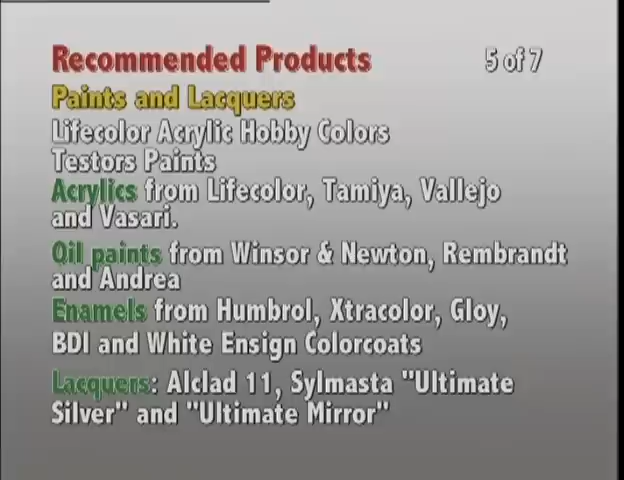 Recommended Products 5 of 7
Paints and Lacquers
Lifecolor Acrylic Hobby Colors
Testors Paints
Acrylics from Lifecolor, Tamiya, Vallejo
and Vasari.
Oil paints from Winsor & Newton, Rembrandt
and Andrea
Enamels from Humbrol, Xtracolor, Gloy,
BDI and White Ensign Colorcoats
Lacquers: Alclad 11, Sylmasta "Ultimate
Silver" and "Ultimate Mirror"